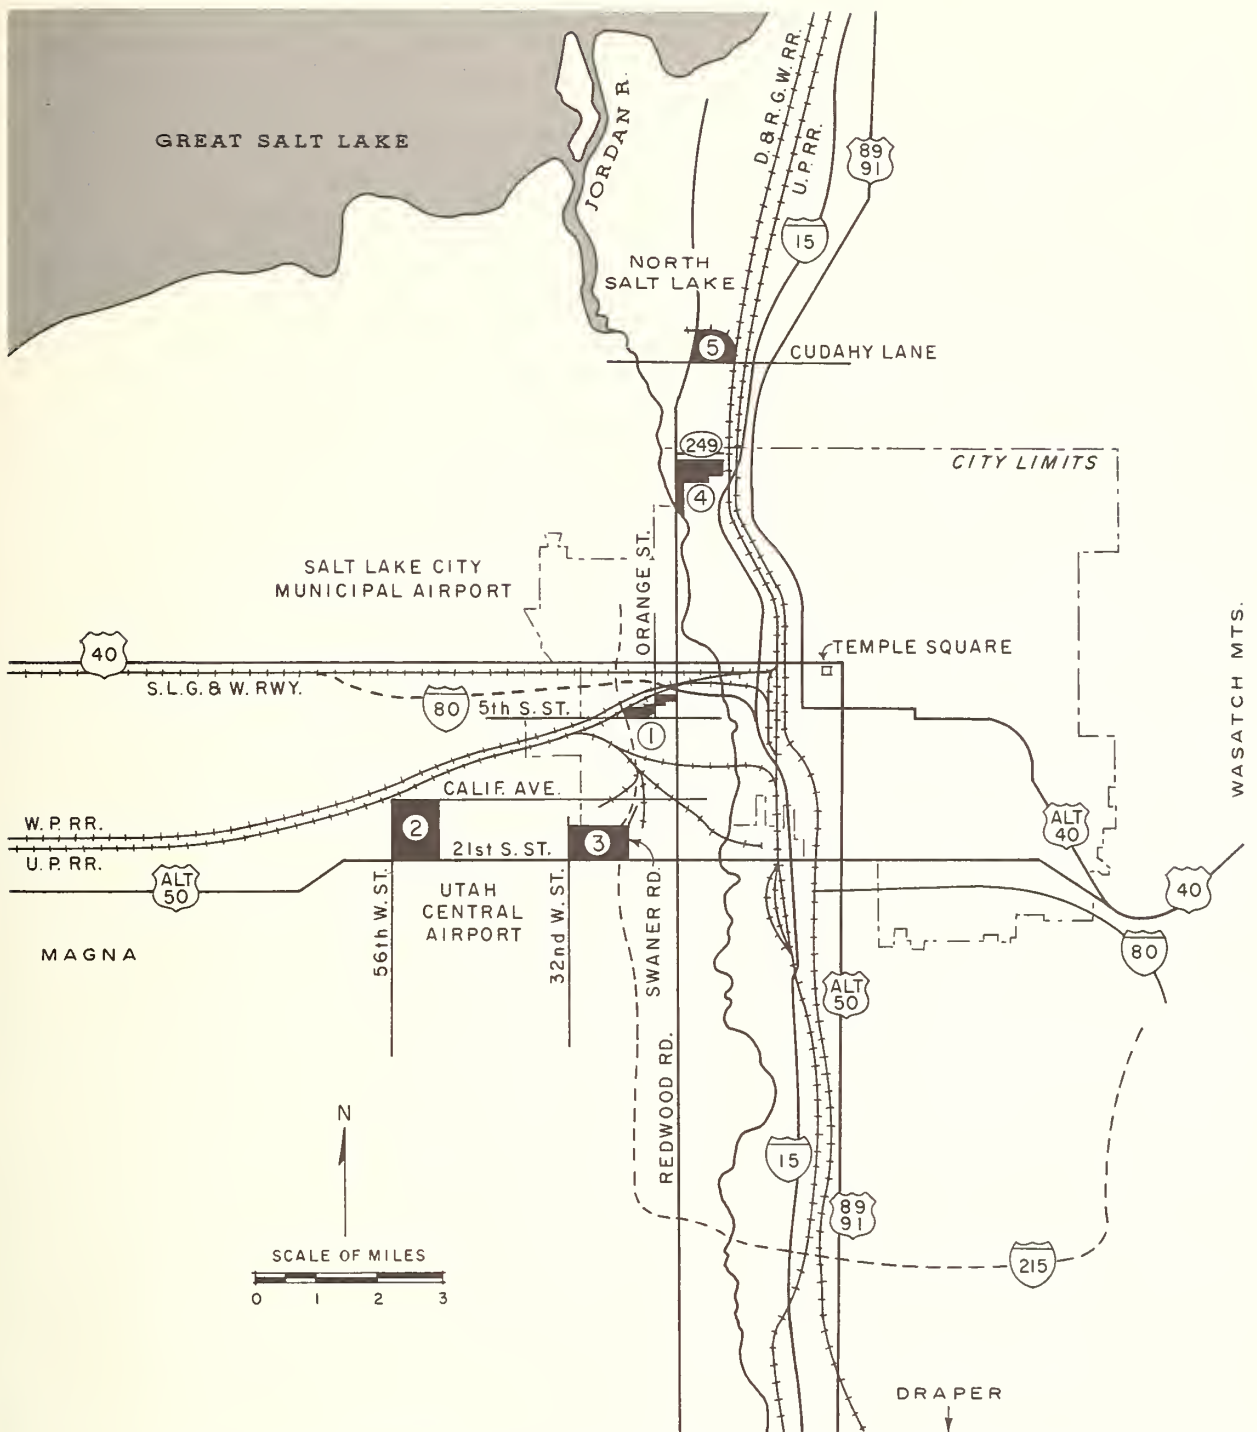 GREAT SALT LAKE
JORDAN R.
D. & R. G. W. RR.
U. P. RR.
89
91
15
NORTH
SALT LAKE
5
CUDAHY LANE
249
CITY LIMITS
4
SALT LAKE CITY
MUNICIPAL AIRPORT
ORANGE ST.
WASATCH MTS.
40
TEMPLE SQUARE
S.L.G. & W. RWY.
80
5th S. ST.
1
CALIF. AVE.
W. P. RR.
U. P. RR.
2
3
21st S. ST.
ALT
40
ALT
50
40
56th W. ST.
UTAH
CENTRAL
AIRPORT
32nd W. ST.
SWANER RD.
MAGNA
80
ALT
50
REDWOOD RD.
N
15
89
91
SCALE OF MILES
0 1 2 3
215
DRAPER